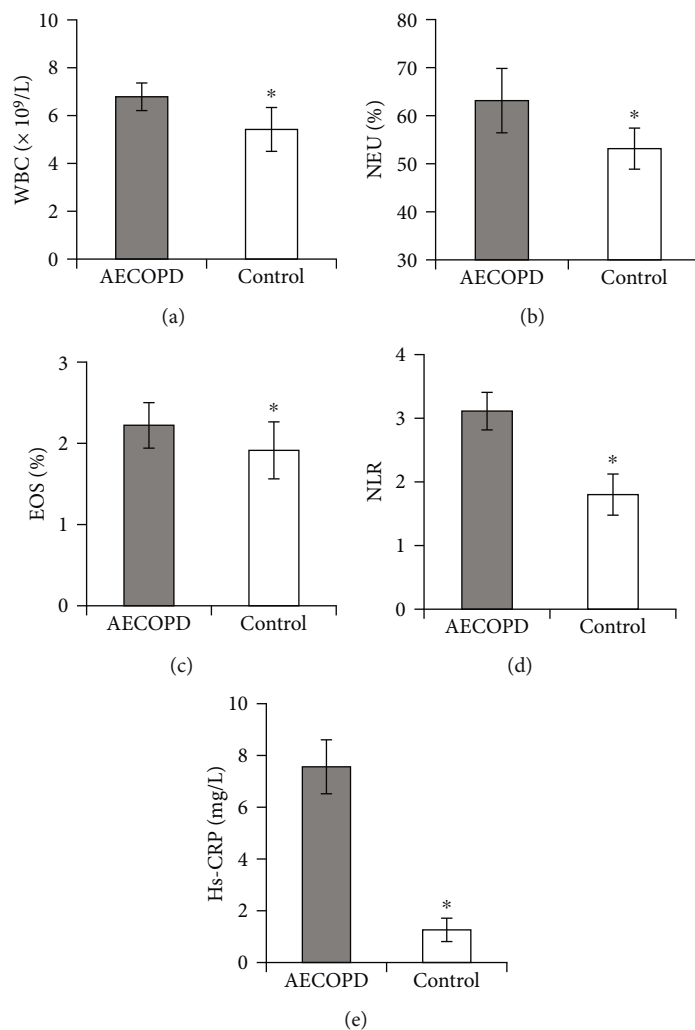 WBC (× 10⁹/L)
8
6
4
2
0
*
AECOPD
Control
(a)
NEU (%)
80
70
60
50
40
30
*
AECOPD
Control
(b)
EOS (%)
3
2
1
0
*
AECOPD
Control
(c)
NLR
4
3
2
1
0
*
AECOPD
Control
(d)
Hs-CRP (mg/L)
10
8
6
4
2
0
*
AECOPD
Control
(e)